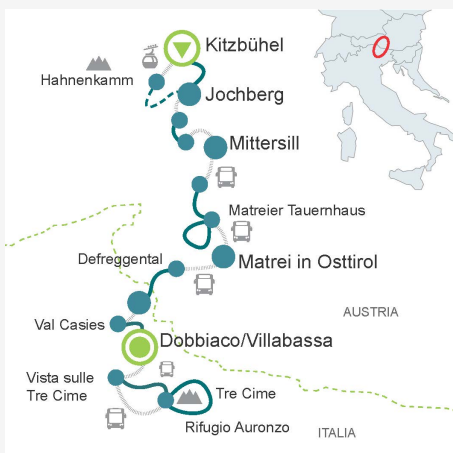 Kitzbühel
Hahnenkamm
Jochberg
Mittersill
Matreier Tauernhaus
Defreggental
Matrei in Osttirol
AUSTRIA
Val Casies
Dobbiaco/Villabassa
Vista sulle
Tre Cime
Tre Cime
Rifugio Auronzo
ITALIA